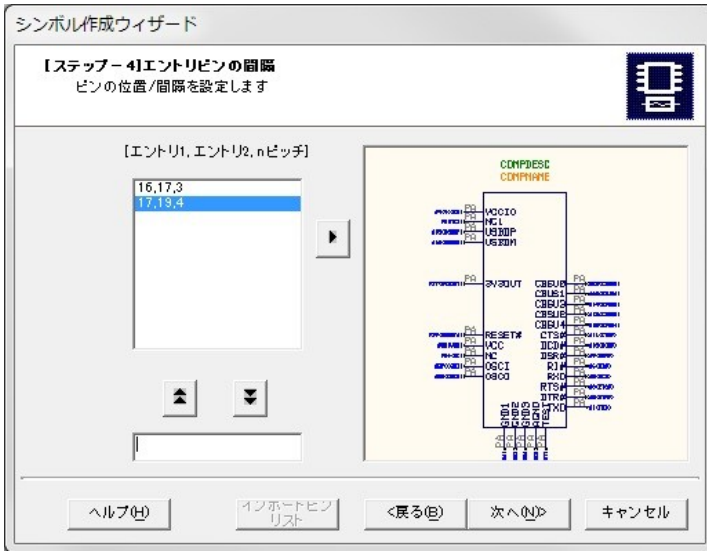 シンボル作成ウィザード
[ステップ-4]エントリピンの間隔
ピンの位置/間隔を設定します
[エントリ1, エントリ2, nピッチ]
16,17,3
17,19,4
COMPDESC
COMPNAME
VCCIO
NC1
USBDP
USBDM
3V3OUT
RESET#
VCC
NC
OSCI
OSCO
CBUS1
CTS#
DCD#
DSR#
RI#
RXD
RTS#
DTR#
TXD
GND1
GND2
GND3
AGND
TEST
ヘルプ(H)
インポートピン
リスト
<戻る(B)
次へ(N)>
キャンセル